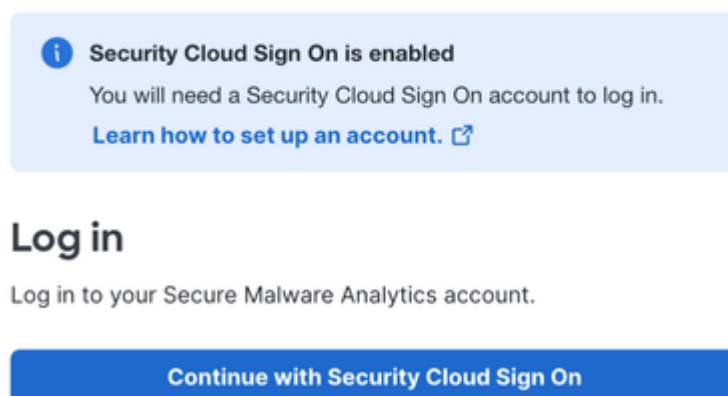 Security Cloud Sign On is enabled
You will need a Security Cloud Sign On account to log in.
Learn how to set up an account.
Log in
Log in to your Secure Malware Analytics account.
Continue with Security Cloud Sign On